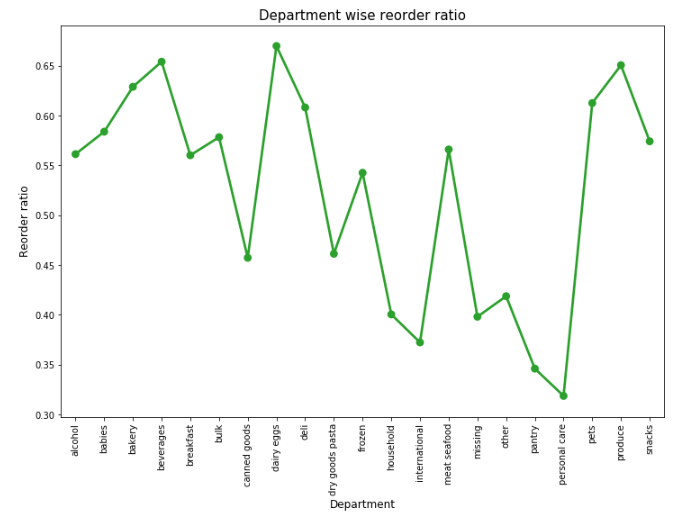 Department wise reorder ratio
Reorder ratio
0.65
0.60
0.55
0.50
0.45
0.40
0.35
0.30
alcohol
babies
bakery
beverages
breakfast
bulk
canned goods
dairy eggs
deli
dry goods pasta
frozen
household
international
meat seafood
missing
other
pantry
personal care
pets
produce
snacks
Department